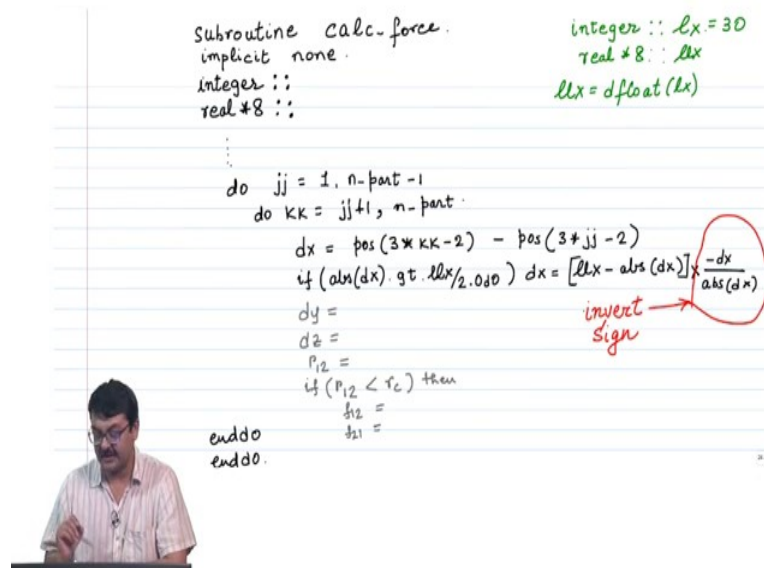 subroutine calc_force.
implicit none.
integer ::
real *8 ::
do jj = 1, n-part -1
do kk = jj+1, n-part.
dx = pos(3* kk -2) - pos(3*jj -2)
if (abs(dx).gt.llx/2.0d0) dx = [llx - abs(dx)] x -dx / abs(dx)
dy =
dz =
r12 =
if (r12 < rc) then
f12 =
f21 =
enddo
enddo.
integer :: lx = 30
real *8 :: llx
llx = dfloat(lx)
invert
sign